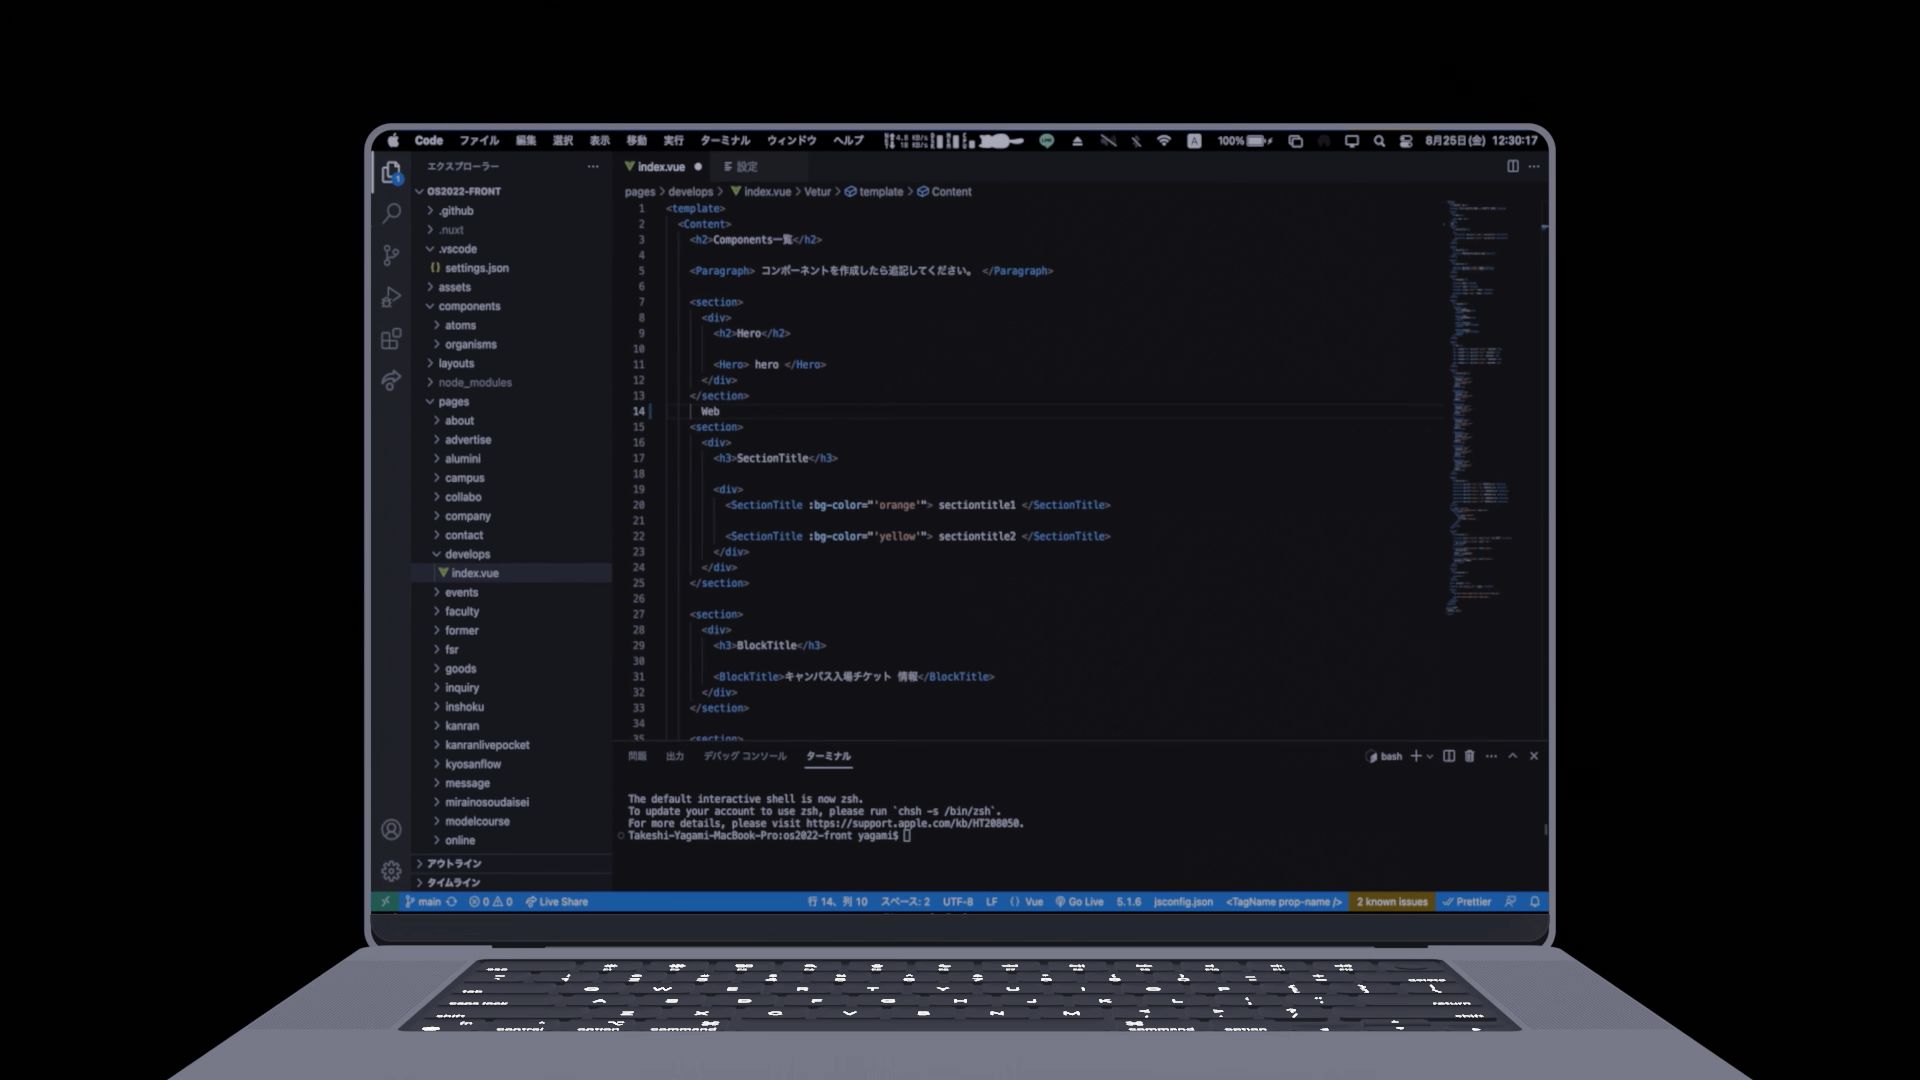 Code ファイル 編集 選択 表示 移動 実行 ターミナル ウィンドウ ヘルプ 100% 8月25日(金) 12:30:17
エクスプローラー
OS2022-FRONT
.github
.nuxt
.vscode
{} settings.json
assets
components
atoms
organisms
layouts
node_modules
pages
about
advertise
alumini
campus
collabo
company
contact
develops
index.vue
events
faculty
former
fsr
goods
inquiry
inshoku
kanran
kanranlivepocket
kyosanflow
message
mirainosoudaisei
modelcourse
online
アウトライン
タイムライン
index.vue 設定
pages > develops > index.vue > Vetur > template > Content
1 <template>
2 <Content>
3 <h2>Components一覧</h2>
4
5 <Paragraph> コンポーネントを作成したら追記してください。 </Paragraph>
6
7 <section>
8 <div>
9 <h2>Hero</h2>
10
11 <Hero> hero </Hero>
12 </div>
13 </section>
14 Web
15 <section>
16 <div>
17 <h3>SectionTitle</h3>
18
19 <div>
20 <SectionTitle :bg-color="'orange'"> sectiontitle1 </SectionTitle>
21
22 <SectionTitle :bg-color="'yellow'"> sectiontitle2 </SectionTitle>
23 </div>
24 </div>
25 </section>
26
27 <section>
28 <div>
29 <h3>BlockTitle</h3>
30
31 <BlockTitle>キャンパス入場チケット 情報</BlockTitle>
32 </div>
33 </section>
34
35 <section>
問題 出力 デバッグ コンソール ターミナル bash
The default interactive shell is now zsh.
To update your account to use zsh, please run `chsh -s /bin/zsh`.
For more details, please visit https://support.apple.com/kb/HT208050.
Takeshi-Yagami-MacBook-Pro:os2022-front yagami$
main 0 0 Live Share 行 14、列 10 スペース: 2 UTF-8 LF {} Vue Go Live 5.1.6 jsconfig.json <TagName prop-name /> 2 known issues Prettier
tab Q W E R T Y U I O P
caps lock A S D F G H J K L return
shift Z X C V B N M shift
fn control option command command option